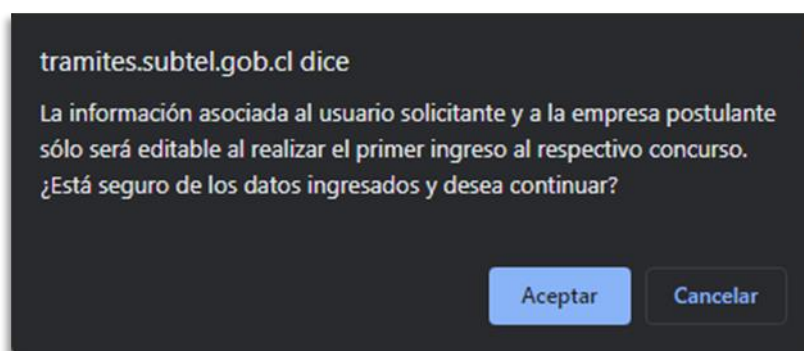 tramites.subtel.gob.cl dice
La información asociada al usuario solicitante y a la empresa postulante
sólo será editable al realizar el primer ingreso al respectivo concurso.
¿Está seguro de los datos ingresados y desea continuar?
Aceptar
Cancelar